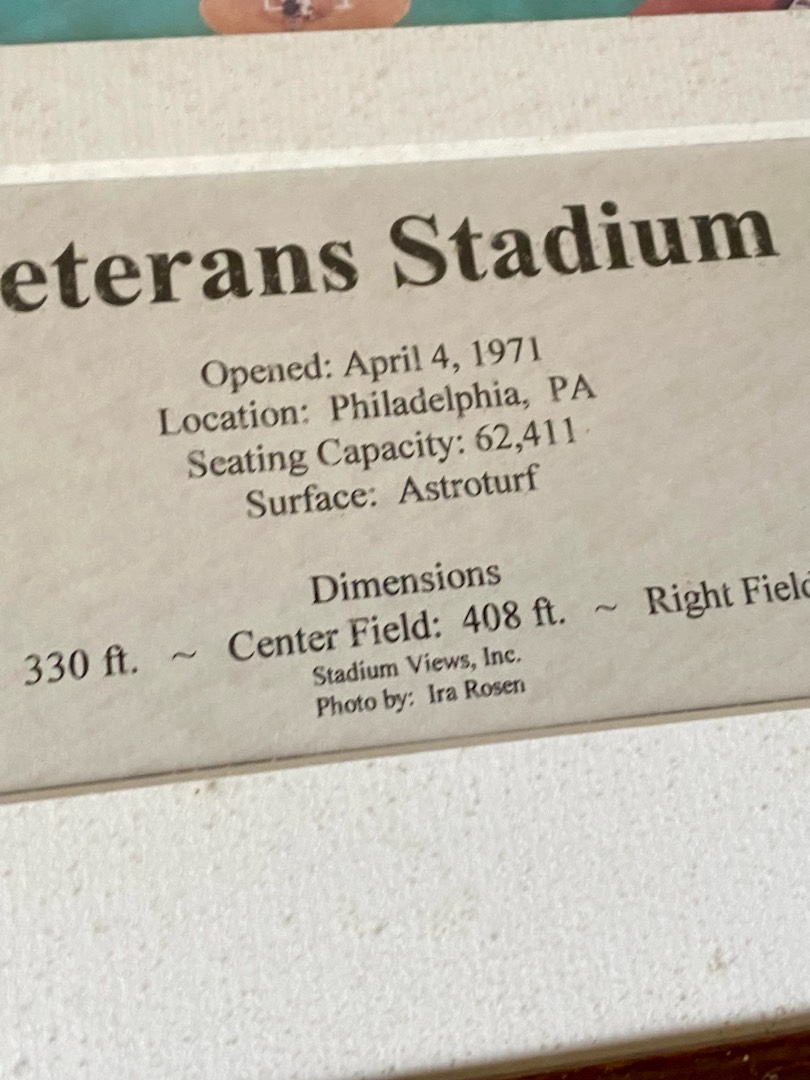 eterans Stadium
Opened: April 4, 1971
Location: Philadelphia, PA
Seating Capacity: 62,411
Surface: Astroturf
Dimensions
330 ft. ~ Center Field: 408 ft. ~ Right Field
Stadium Views, Inc.
Photo by: Ira Rosen